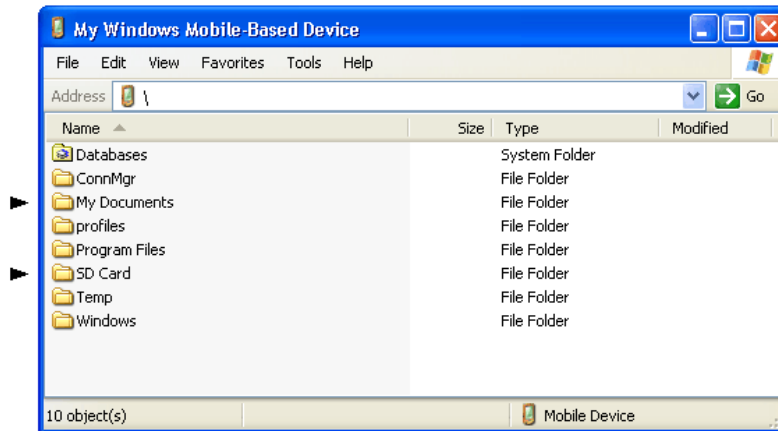 My Windows Mobile-Based Device
File Edit View Favorites Tools Help
Address \ Go
Name Size Type Modified
Databases System Folder
ConnMgr File Folder
My Documents File Folder
profiles File Folder
Program Files File Folder
SD Card File Folder
Temp File Folder
Windows File Folder
10 object(s) Mobile Device